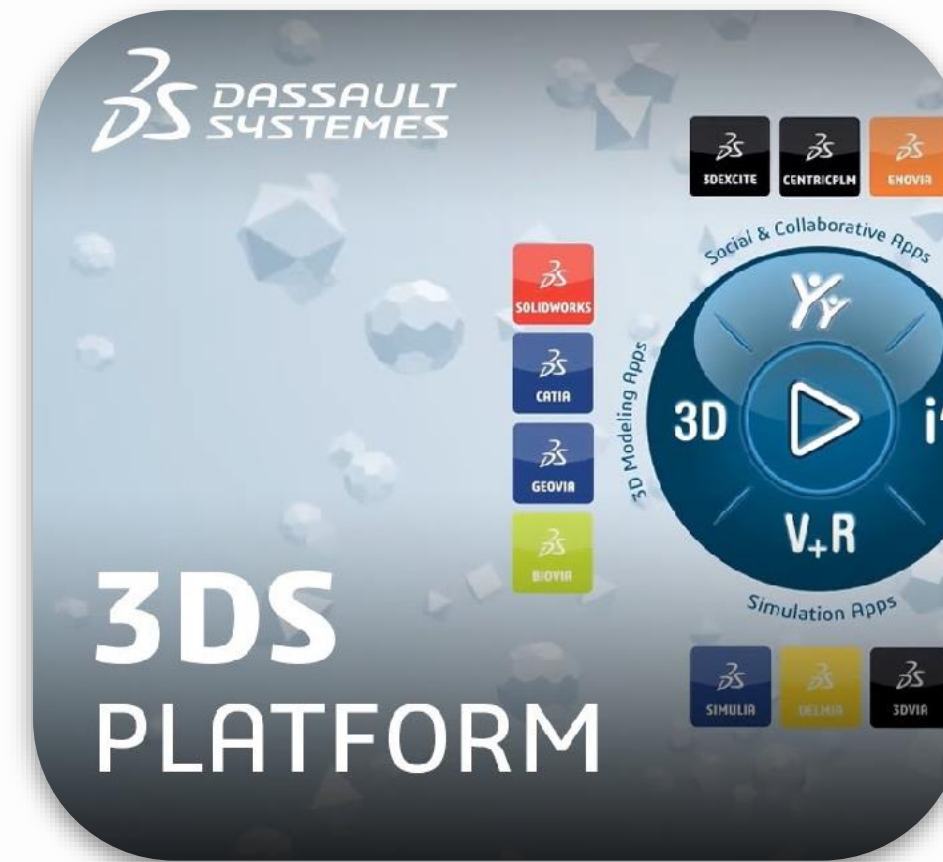 DASSAULT
SYSTEMES
3DEXCITE
CENTRICPLM
ENOVIA
Social & Collaborative Apps
SOLIDWORKS
CATIA
GEOVIA
BIOVIA
3D Modeling Apps
3D
V+R
Simulation Apps
SIMULIA
DELMIA
3DVIA
3DS
PLATFORM